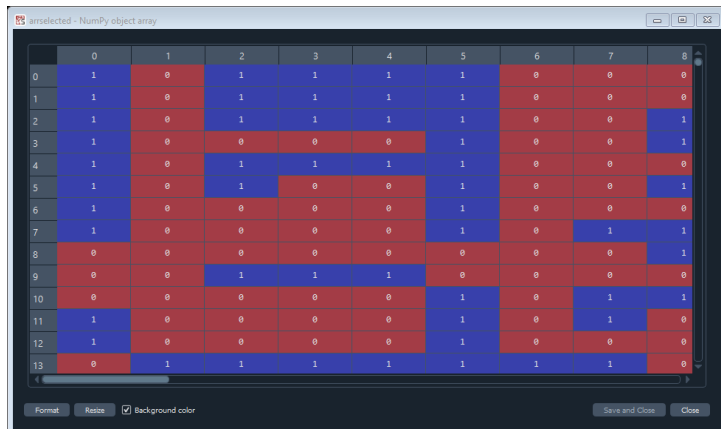 arrselected - NumPy object array
0 1 2 3 4 5 6 7 8
0 1 0 1 1 1 1 0 0 0
1 1 0 1 1 1 1 0 0 0
2 1 0 1 1 1 1 0 0 1
3 1 0 0 0 0 1 0 0 1
4 1 0 1 1 1 1 0 0 0
5 1 0 1 0 0 1 0 0 1
6 1 0 0 0 0 1 0 0 0
7 1 0 0 0 0 1 0 1 1
8 0 0 0 0 0 0 0 0 1
9 0 0 1 1 1 0 0 0 0
10 0 0 0 0 0 1 0 1 1
11 1 0 0 0 0 1 0 1 0
12 1 0 0 0 0 1 0 0 0
13 0 1 1 1 1 1 1 1 0
Format Resize Background color Save and Close Close